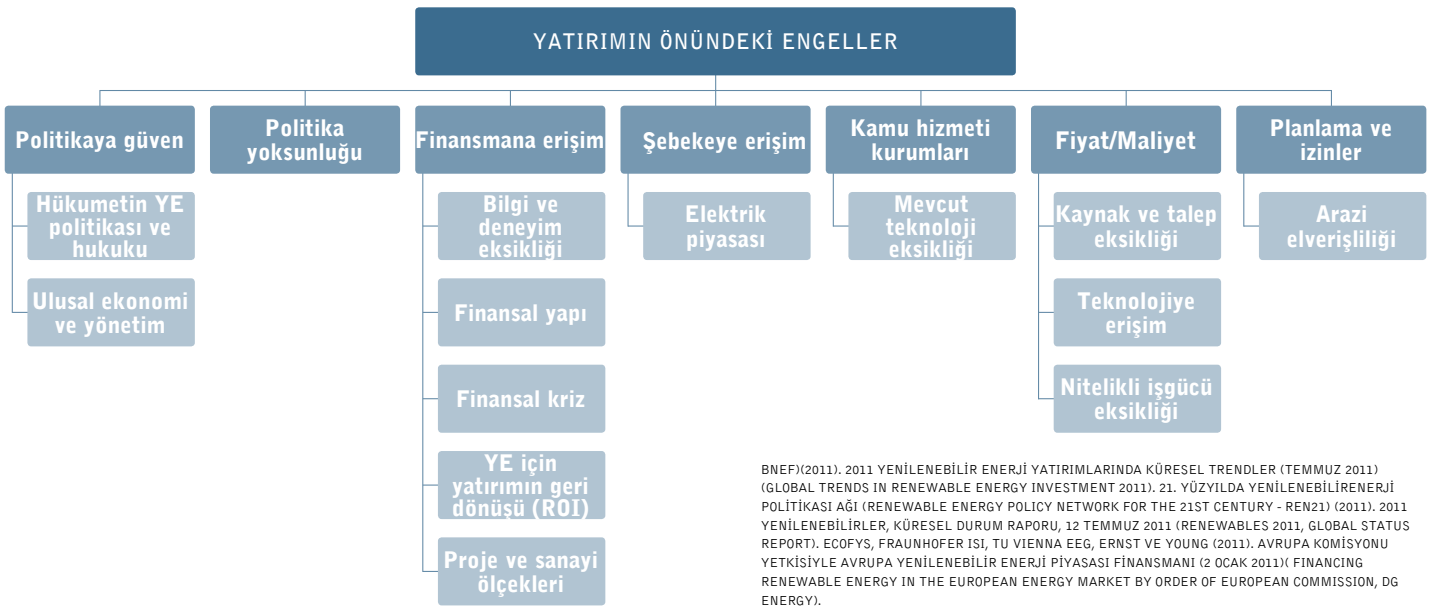 YATIRIMIN ÖNÜNDEKİ ENGELLER
Politikaya güven
Hükumetin YE
politikası ve
hukuku
Ulusal ekonomi
ve yönetim
Politika
yoksunluğu
Finansmana erişim
Bilgi ve
deneyim
eksikliği
Finansal yapı
Finansal kriz
YE için
yatırımın geri
dönüşü (ROI)
Proje ve sanayi
ölçekleri
Şebekeye erişim
Elektrik
piyasası
Kamu hizmeti
kurumları
Mevcut
teknoloji
eksikliği
Fiyat/Maliyet
Kaynak ve talep
eksikliği
Teknolojiye
erişim
Nitelikli işgücü
eksikliği
Planlama ve
izinler
Arazi
elverişliliği
BNEF)(2011). 2011 YENİLENEBİLİR ENERJİ YATIRIMLARINDA KÜRESEL TRENDLER (TEMMUZ 2011)
(GLOBAL TRENDS IN RENEWABLE ENERGY INVESTMENT 2011). 21. YÜZYILDA YENİLENEBİLİRENERJİ
POLİTİKASI AĞI (RENEWABLE ENERGY POLICY NETWORK FOR THE 21ST CENTURY - REN21) (2011). 2011
YENİLENEBİLİRLER, KÜRESEL DURUM RAPORU, 12 TEMMUZ 2011 (RENEWABLES 2011, GLOBAL STATUS
REPORT). ECOFYS, FRAUNHOFER ISI, TU VIENNA EEG, ERNST VE YOUNG (2011). AVRUPA KOMİSYONU
YETKİSİYLE AVRUPA YENİLENEBİLİR ENERJİ PİYASASI FİNANSMANI (2 OCAK 2011)( FINANCING
RENEWABLE ENERGY IN THE EUROPEAN ENERGY MARKET BY ORDER OF EUROPEAN COMMISSION, DG
ENERGY).